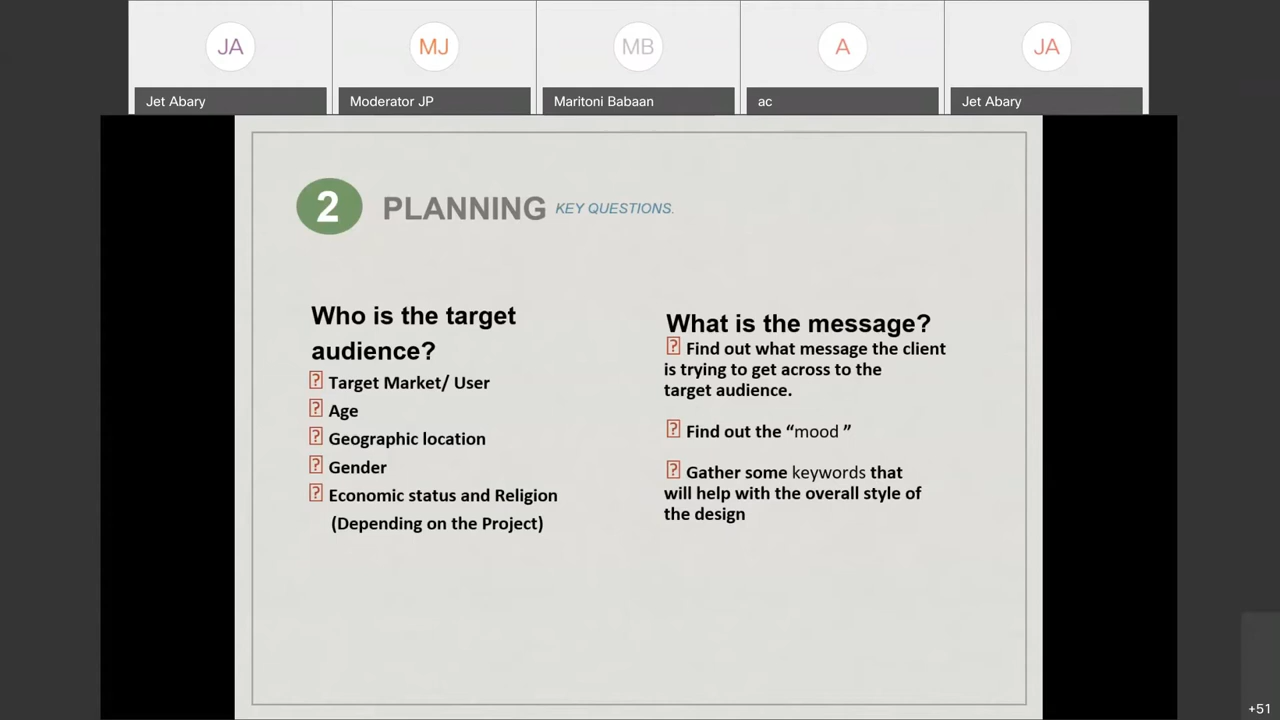 JA
MJ
MB
A
JA
Jet Abary
Moderator JP
Maritoni Babaan
ac
Jet Abary
2
PLANNING KEY QUESTIONS.
Who is the target
audience?
Target Market/ User
Age
Geographic location
Gender
Economic status and Religion
(Depending on the Project)
What is the message?
Find out what message the client
is trying to get across to the
target audience.
Find out the “mood ”
Gather some keywords that
will help with the overall style of
the design
+51